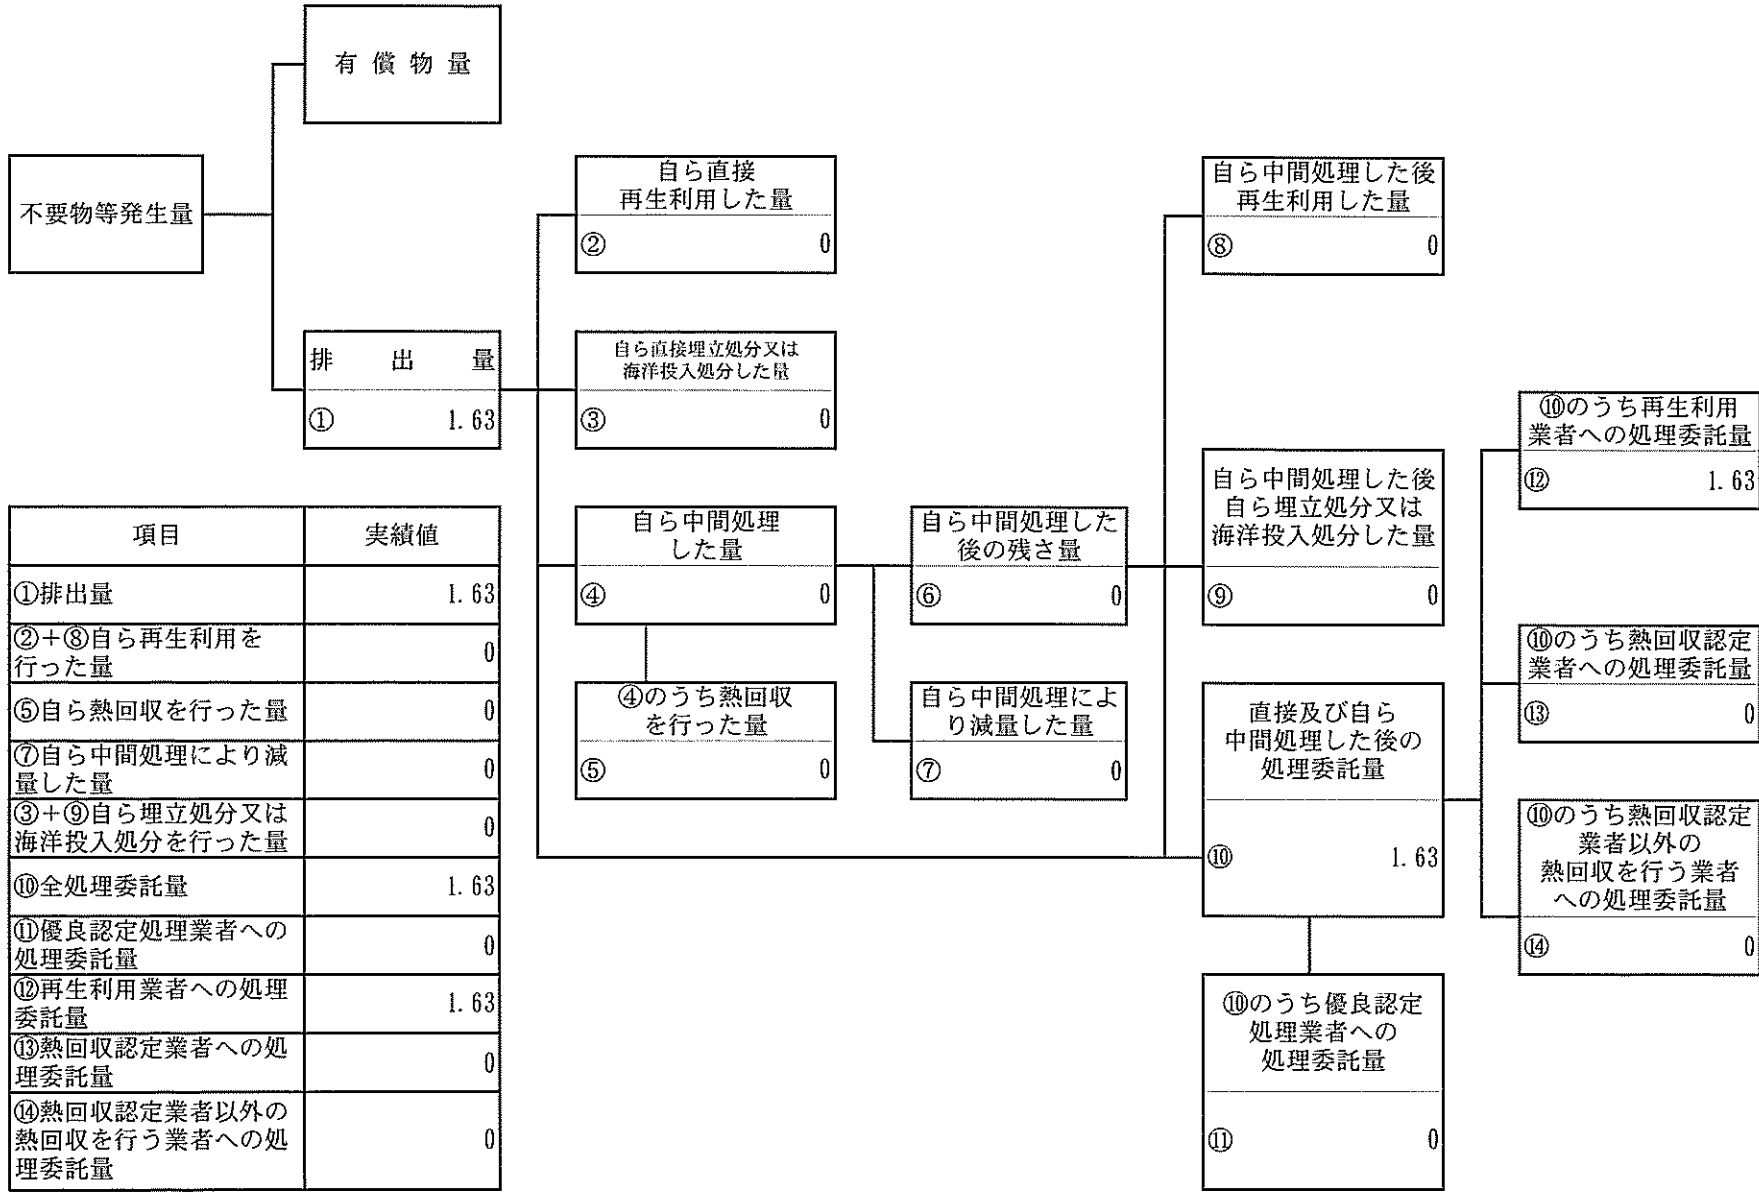 有償物量
不要物等発生量
排出量
① 1.63
自ら直接
再生利用した量
② 0
自ら直接埋立処分又は
海洋投入処分した量
③ 0
自ら中間処理
した量
④ 0
④のうち熱回収
を行った量
⑤ 0
自ら中間処理した
後の残さ量
⑥ 0
自ら中間処理によ
り減量した量
⑦ 0
自ら中間処理した後
再生利用した量
⑧ 0
自ら中間処理した後
自ら埋立処分又は
海洋投入処分した量
⑨ 0
直接及び自ら
中間処理した後の
処理委託量
⑩ 1.63
⑩のうち優良認定
処理業者への
処理委託量
⑪ 0
⑩のうち再生利用
業者への処理委託量
⑫ 1.63
⑩のうち熱回収認定
業者への処理委託量
⑬ 0
⑩のうち熱回収認定
業者以外の
熱回収を行う業者
への処理委託量
⑭ 0
項目 実績値
①排出量 1.63
②+⑧自ら再生利用を
行った量 0
⑤自ら熱回収を行った量 0
⑦自ら中間処理により減
量した量 0
③+⑨自ら埋立処分又は
海洋投入処分を行った量 0
⑩全処理委託量 1.63
⑪優良認定処理業者への
処理委託量 0
⑫再生利用業者への処理
委託量 1.63
⑬熱回収認定業者への処
理委託量 0
⑭熱回収認定業者以外の
熱回収を行う業者への処
理委託量 0